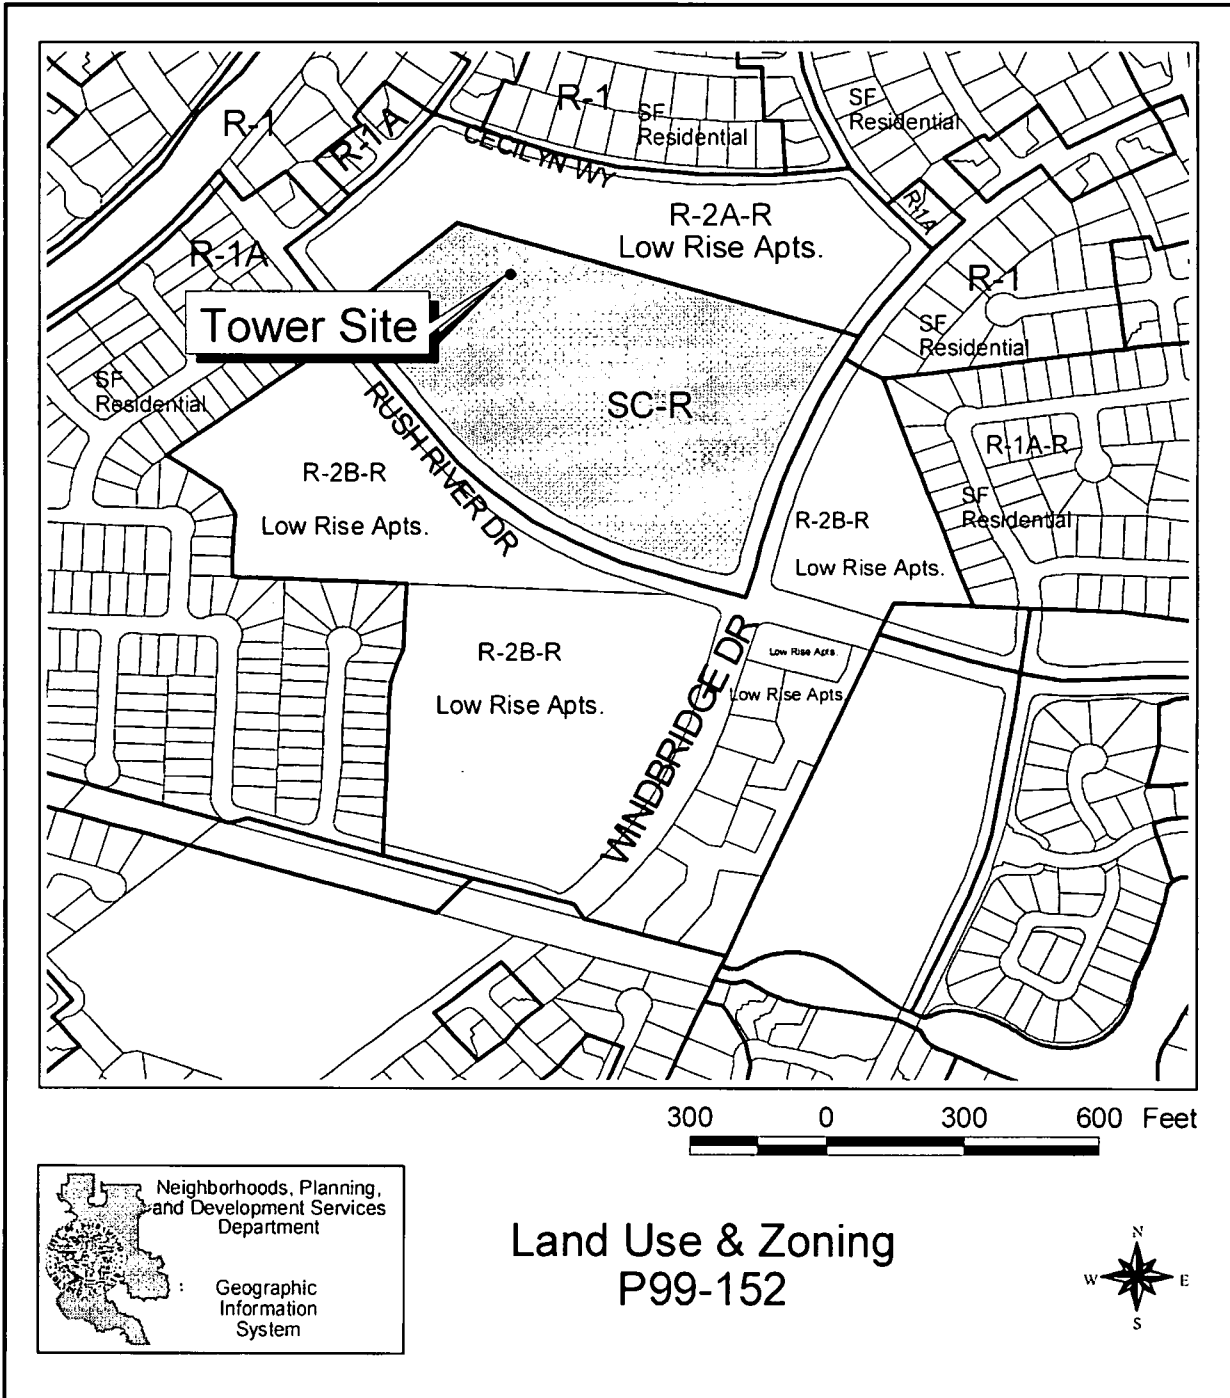 R-1
R-1
SF
Residential
SF
Residential
R-1A
CECILYN WY
R-2A-R
Low Rise Apts.
R-1A
R-1A
R-1
Tower Site
SF
Residential
SF
Residential
SC-R
RUSH RIVER DR
R-2B-R
Low Rise Apts.
R-1A-R
SF
Residential
R-2B-R
Low Rise Apts.
R-2B-R
Low Rise Apts.
WINDBRIDGE DR
Low Rise Apts.
Low Rise Apts.
300 0 300 600 Feet
Neighborhoods, Planning,
and Development Services
Department
Geographic
Information
System
Land Use & Zoning
P99-152
N
W E
S